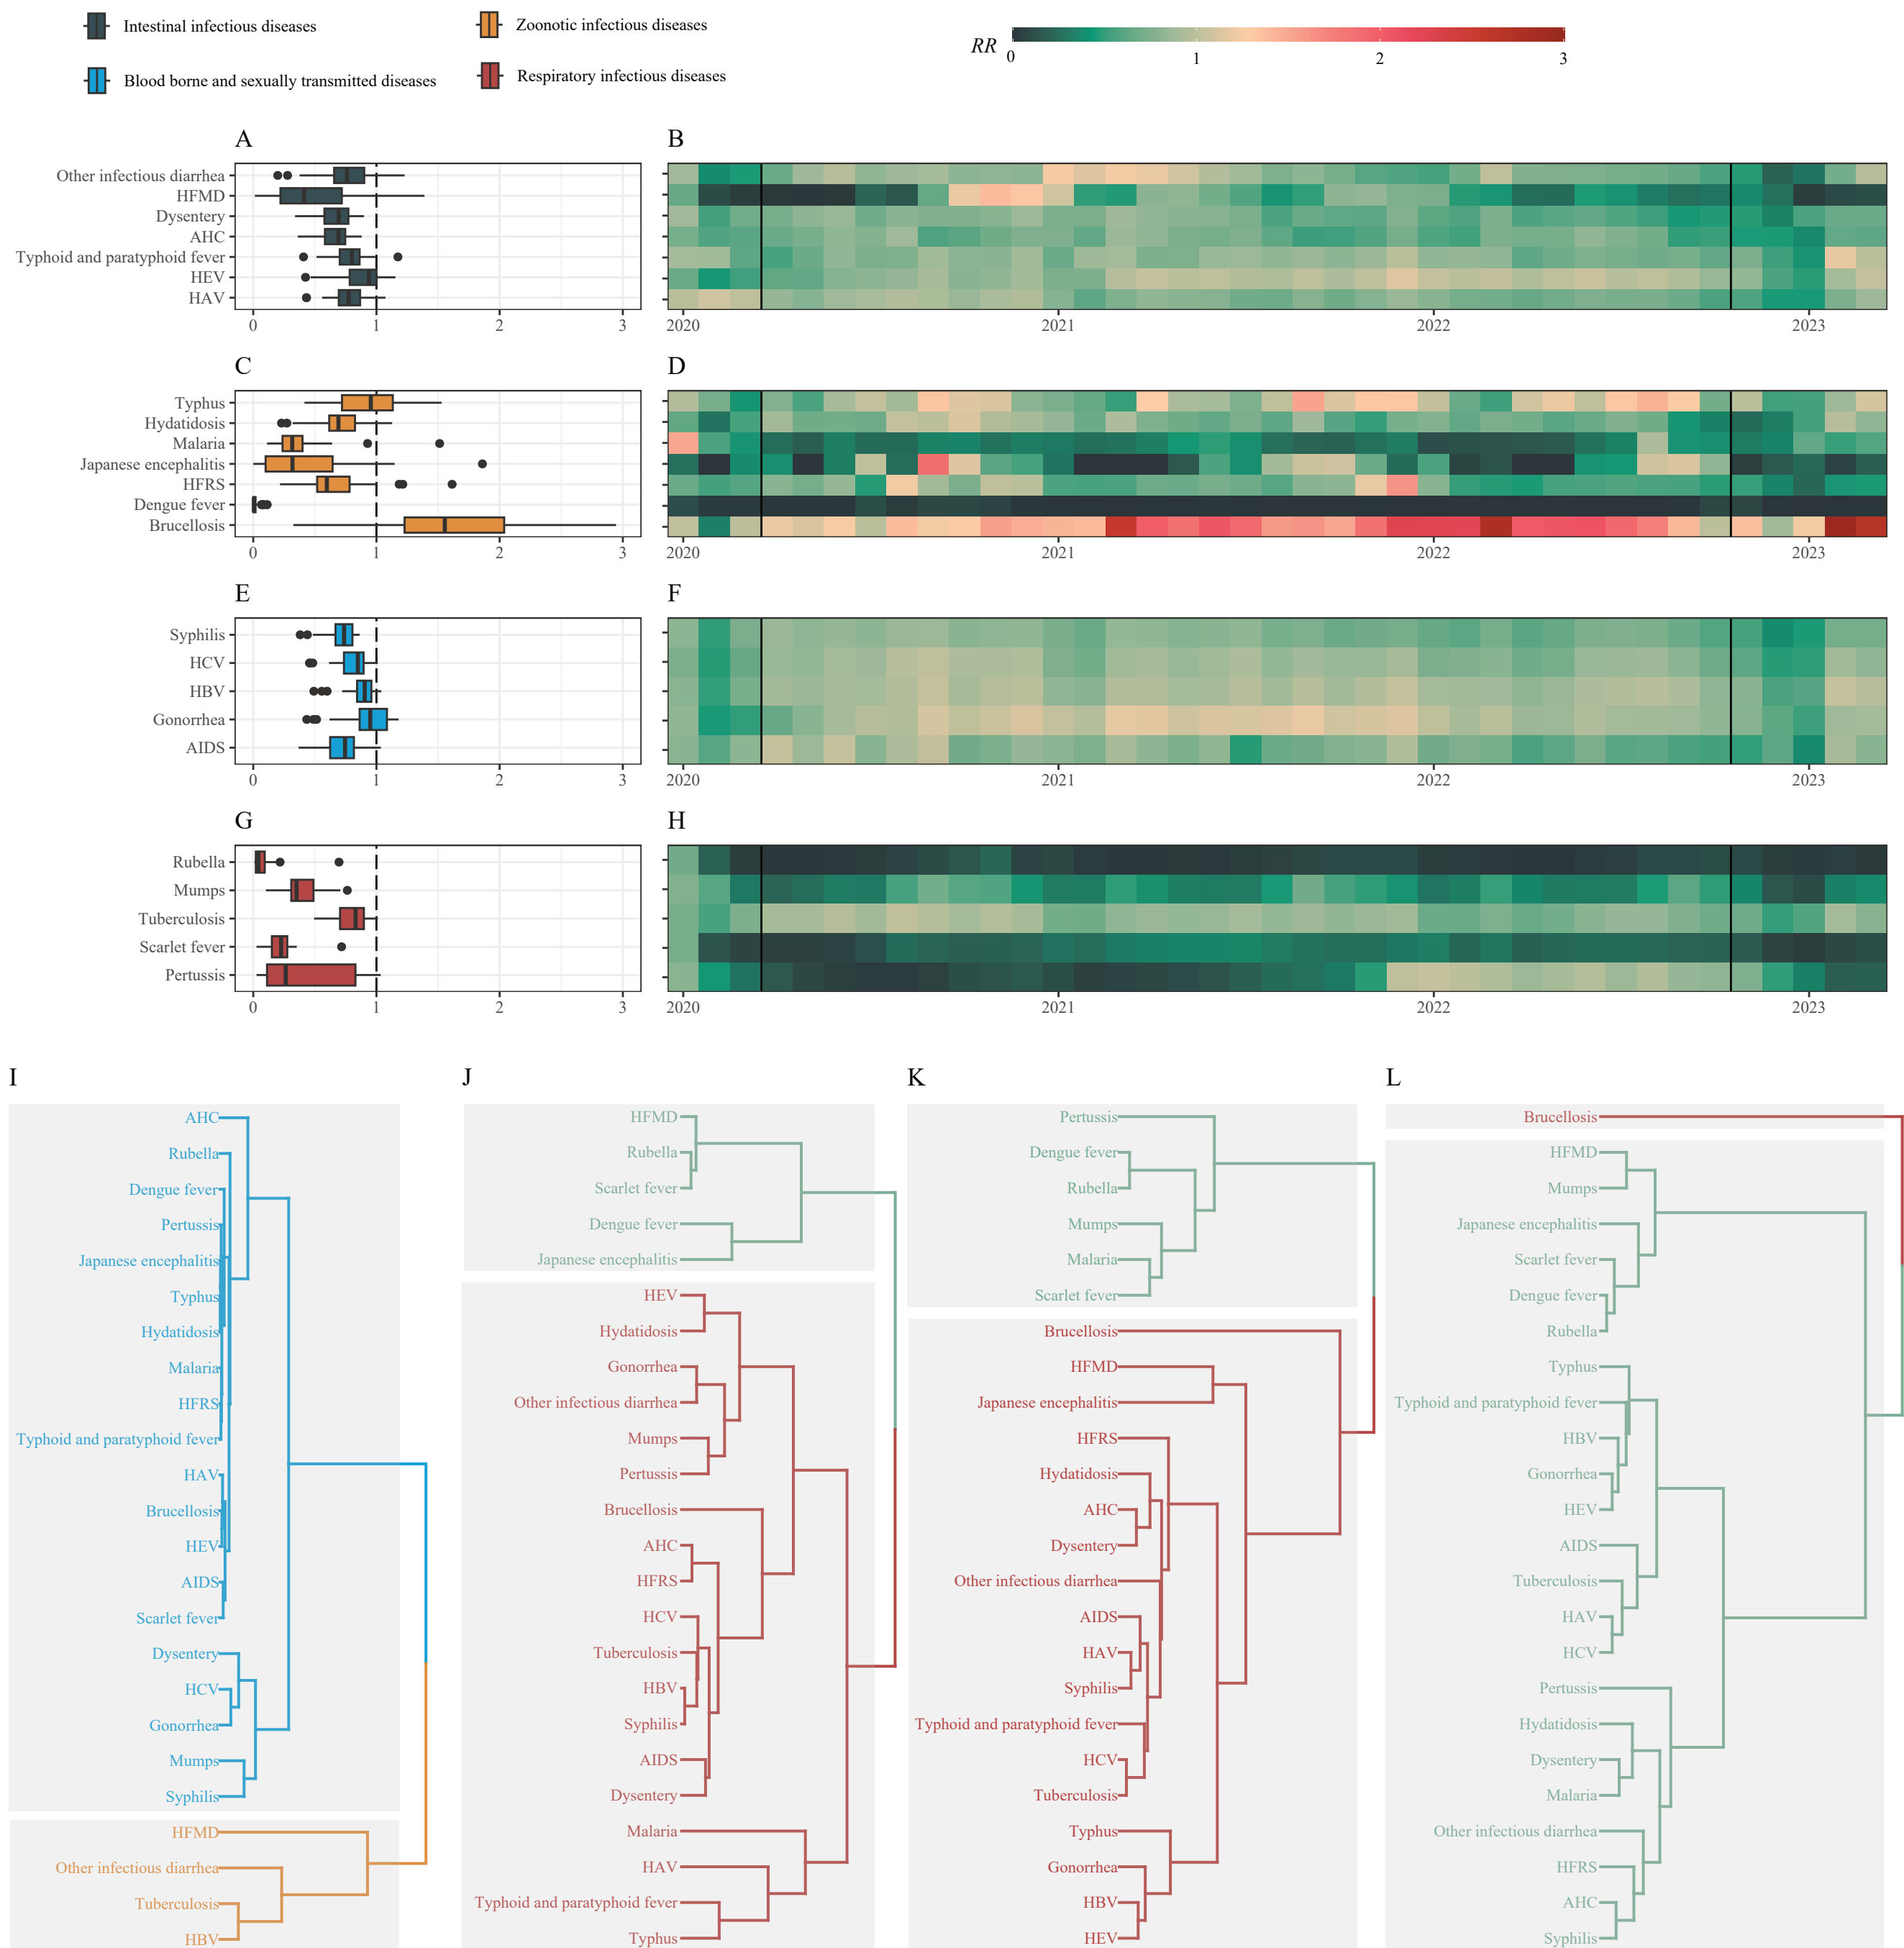 Intestinal infectious diseases
Zoonotic infectious diseases
Blood borne and sexually transmitted diseases
Respiratory infectious diseases
RR
0 1 2 3
A
Other infectious diarrhea
HFMD
Dysentery
AHC
Typhoid and paratyphoid fever
HEV
HAV
0 1 2 3
B
2020 2021 2022 2023
C
Typhus
Hydatidosis
Malaria
Japanese encephalitis
HFRS
Dengue fever
Brucellosis
0 1 2 3
D
2020 2021 2022 2023
E
Syphilis
HCV
HBV
Gonorrhea
AIDS
0 1 2 3
F
2020 2021 2022 2023
G
Rubella
Mumps
Tuberculosis
Scarlet fever
Pertussis
0 1 2 3
H
2020 2021 2022 2023
I
AHC
Rubella
Dengue fever
Pertussis
Japanese encephalitis
Typhus
Hydatidosis
Malaria
HFRS
Typhoid and paratyphoid fever
HAV
Brucellosis
HEV
AIDS
Scarlet fever
Dysentery
HCV
Gonorrhea
Mumps
Syphilis
HFMD
Other infectious diarrhea
Tuberculosis
HBV
J
HFMD
Rubella
Scarlet fever
Dengue fever
Japanese encephalitis
HEV
Hydatidosis
Gonorrhea
Other infectious diarrhea
Mumps
Pertussis
Brucellosis
AHC
HFRS
HCV
Tuberculosis
HBV
Syphilis
AIDS
Dysentery
Malaria
HAV
Typhoid and paratyphoid fever
Typhus
K
Pertussis
Dengue fever
Rubella
Mumps
Malaria
Scarlet fever
Brucellosis
HFMD
Japanese encephalitis
HFRS
Hydatidosis
AHC
Dysentery
Other infectious diarrhea
AIDS
HAV
Syphilis
Typhoid and paratyphoid fever
HCV
Tuberculosis
Typhus
Gonorrhea
HBV
HEV
L
Brucellosis
HFMD
Mumps
Japanese encephalitis
Scarlet fever
Dengue fever
Rubella
Typhus
Typhoid and paratyphoid fever
HBV
Gonorrhea
HEV
AIDS
Tuberculosis
HAV
HCV
Pertussis
Hydatidosis
Dysentery
Malaria
Other infectious diarrhea
HFRS
AHC
Syphilis